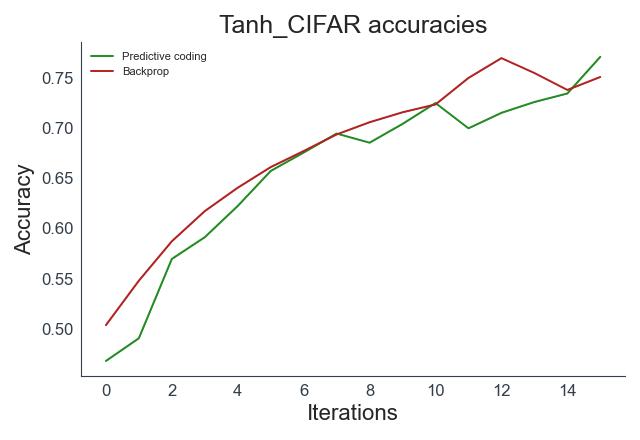 Tanh_CIFAR accuracies
Predictive coding
Backprop
Accuracy
0.75
0.70
0.65
0.60
0.55
0.50
0 2 4 6 8 10 12 14
Iterations